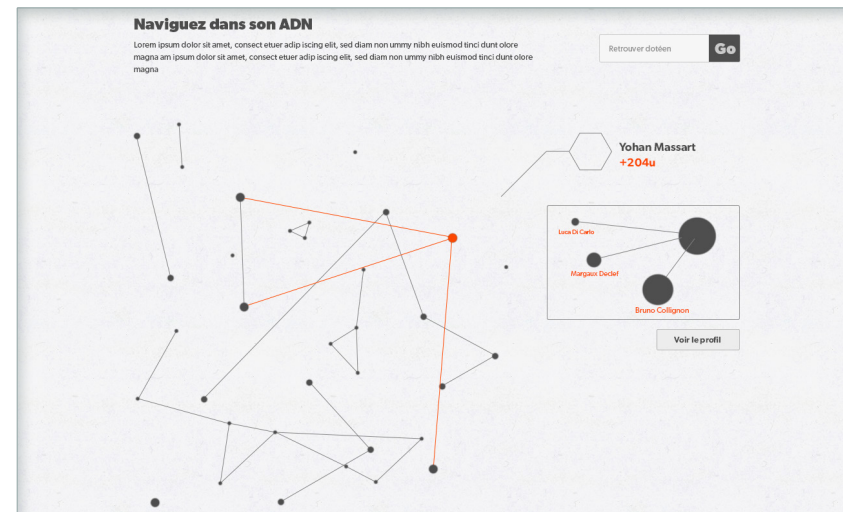 Naviguez dans son ADN
Lorem ipsum dolor sit amet, consect etuer adip iscing elit, sed diam non ummy nibh euismod tinci dunt olore
magna am ipsum dolor sit amet, consect etuer adip iscing elit, sed diam non ummy nibh euismod tinci dunt olore
magna
Retrouver dotéen
Go
Yohan Massart
+204u
Luca Di Carlo
Margaux Declef
Bruno Collignon
Voir le profil